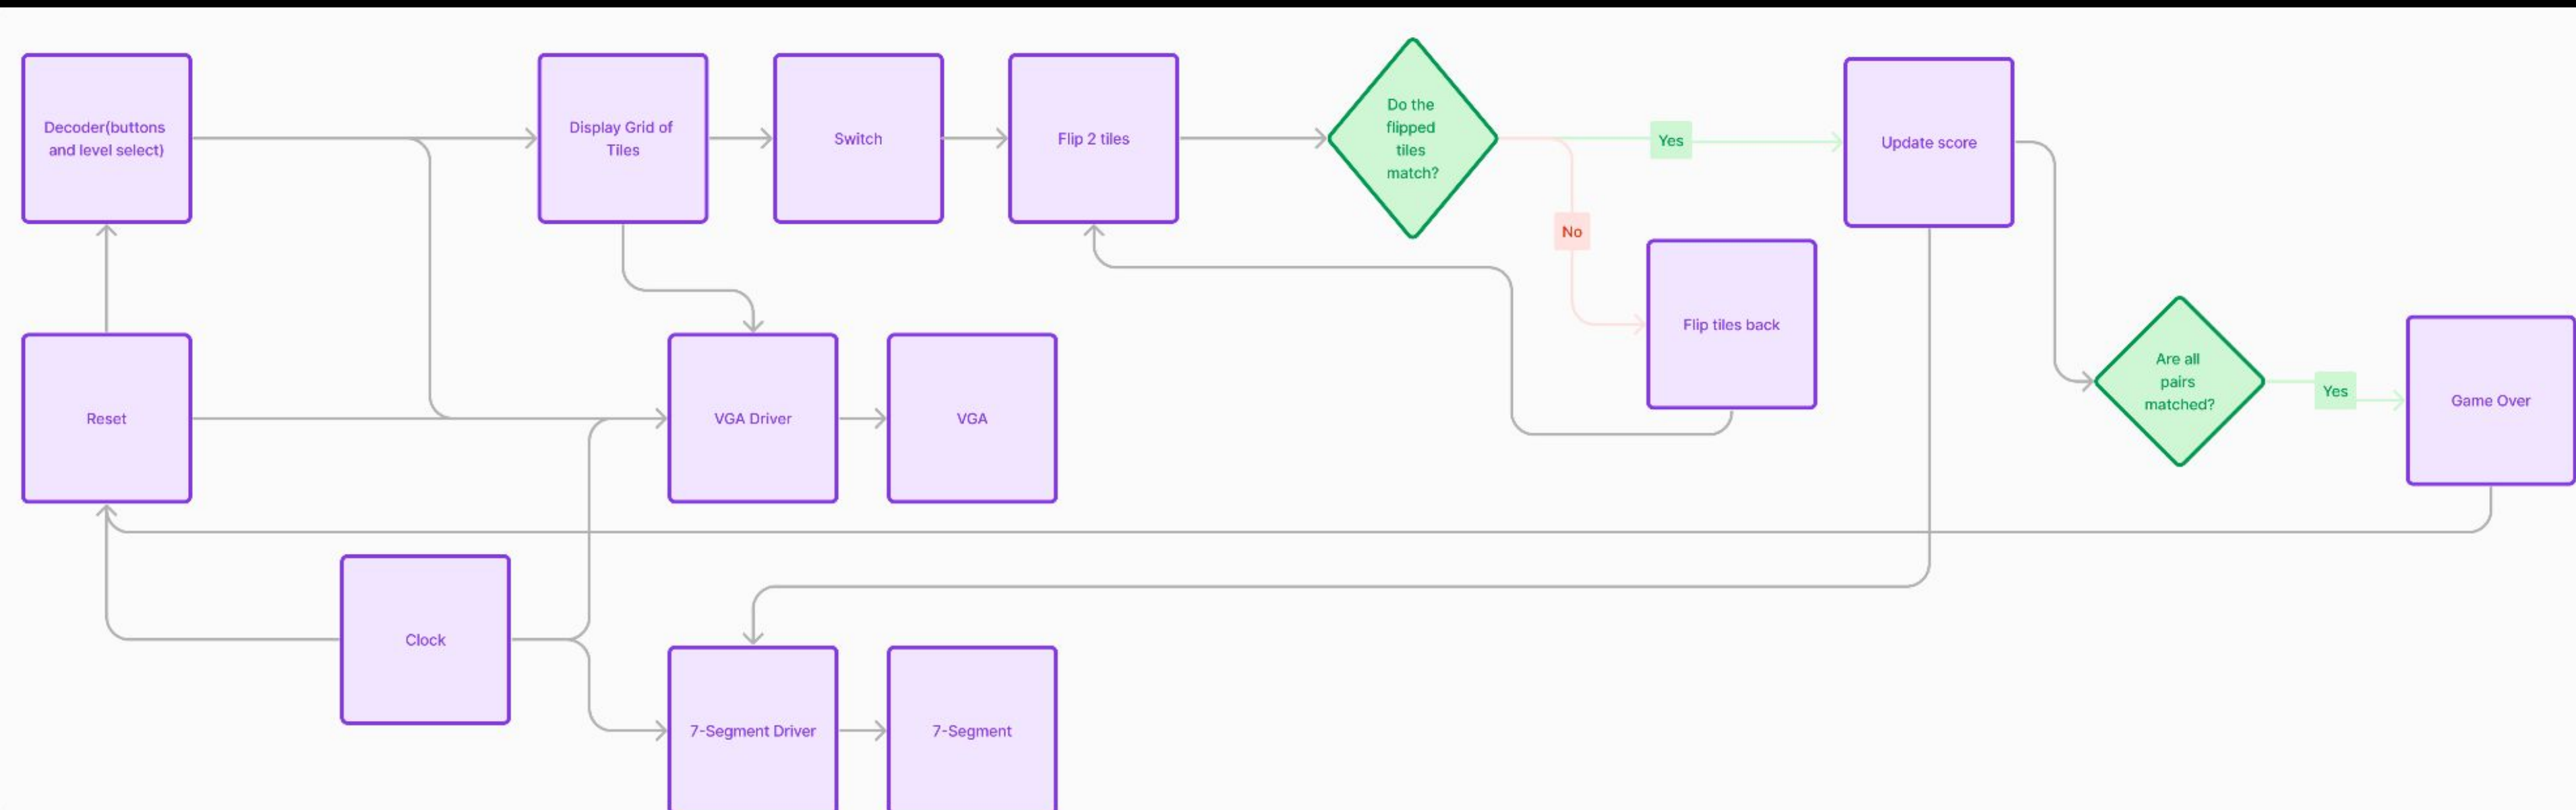 Decoder(buttons
and level select)
Display Grid of
Tiles
Switch
Flip 2 tiles
Do the
flipped
tiles
match?
Yes
Update score
No
Flip tiles back
Reset
VGA Driver
VGA
Are all
pairs
matched?
Yes
Game Over
Clock
7-Segment Driver
7-Segment